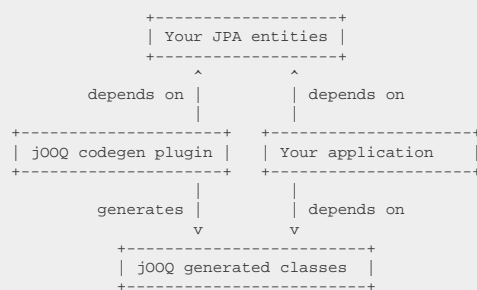 +-------------------+
| Your JPA entities |
+-------------------+
^ ^
depends on | | depends on
| |
+---------------------+ +---------------------+
| jOOQ codegen plugin | | Your application |
+---------------------+ +---------------------+
| |
generates | | depends on
v v
+-------------------------+
| jOOQ generated classes |
+-------------------------+